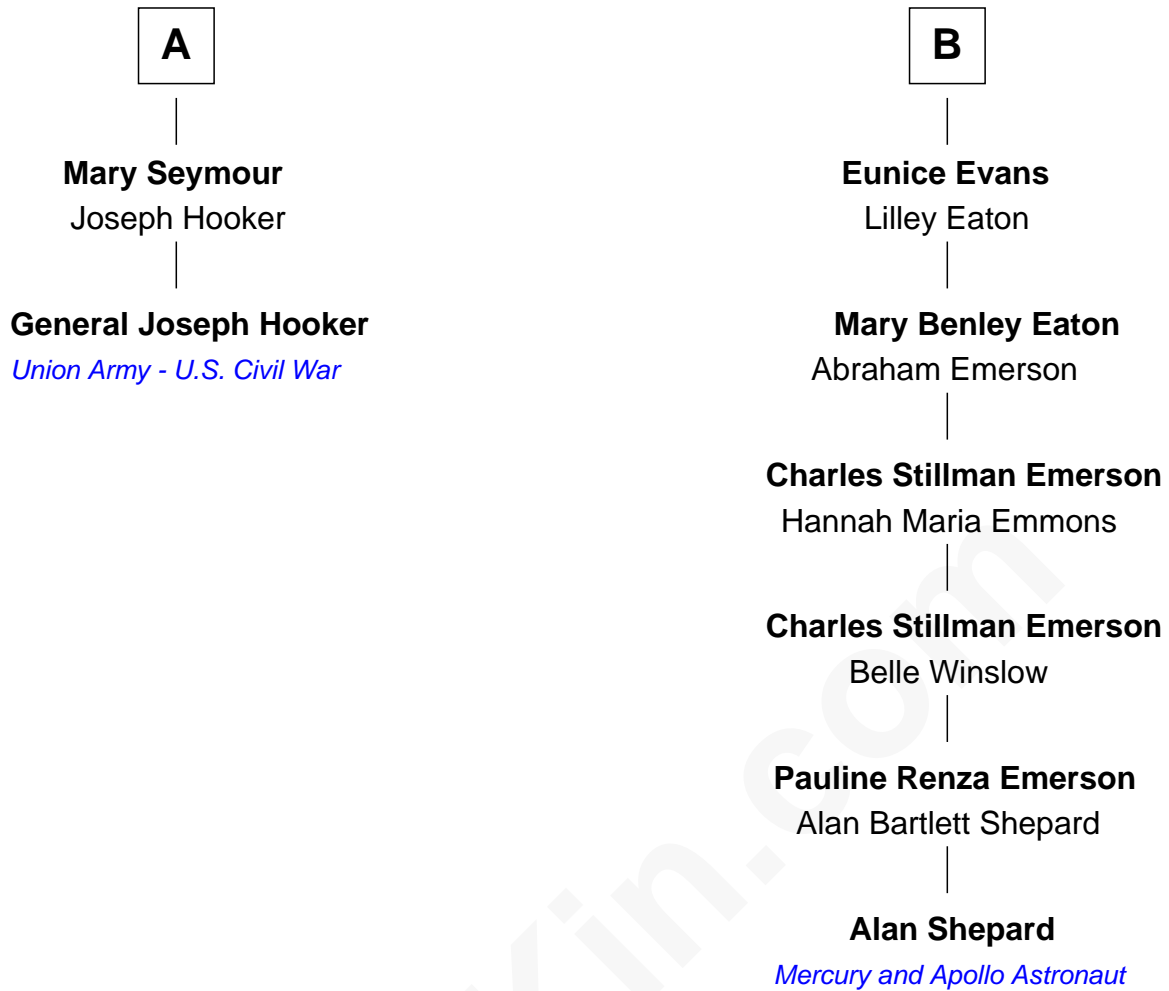 A
Mary Seymour
Joseph Hooker
General Joseph Hooker
Union Army - U.S. Civil War
B
Eunice Evans
Lilley Eaton
Mary Benley Eaton
Abraham Emerson
Charles Stillman Emerson
Hannah Maria Emmons
Charles Stillman Emerson
Belle Winslow
Pauline Renza Emerson
Alan Bartlett Shepard
Alan Shepard
Mercury and Apollo Astronaut
Kin.com